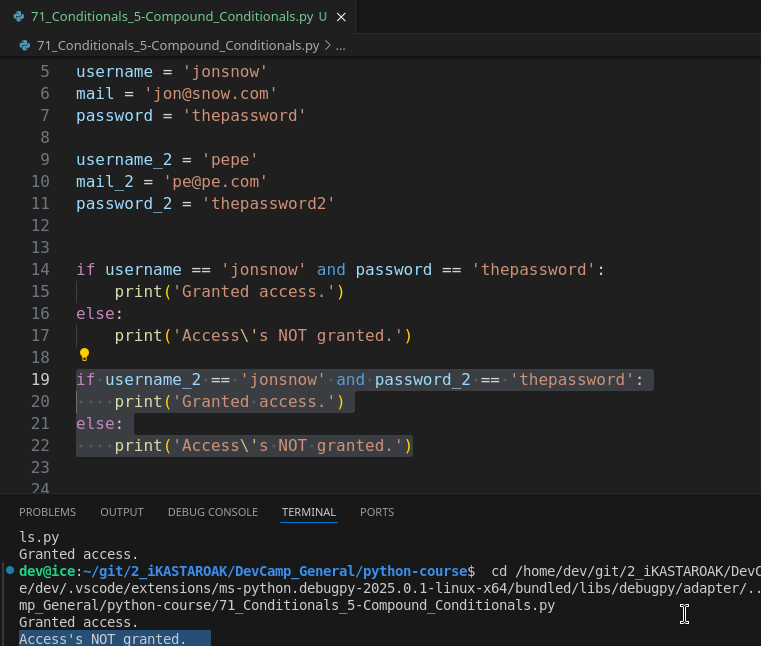 71_Conditionals_5-Compound_Conditionals.py U ×
71_Conditionals_5-Compound_Conditionals.py > ...
5 username = 'jonsnow'
6 mail = 'jon@snow.com'
7 password = 'thepassword'
8
9 username_2 = 'pepe'
10 mail_2 = 'pe@pe.com'
11 password_2 = 'thepassword2'
12
13
14 if username == 'jonsnow' and password == 'thepassword':
15 print('Granted access.')
16 else:
17 print('Access\'s NOT granted.')
18
19 if username_2 == 'jonsnow' and password_2 == 'thepassword':
20 print('Granted access.')
21 else:
22 print('Access\'s NOT granted.')
23
24
PROBLEMS OUTPUT DEBUG CONSOLE TERMINAL PORTS
ls.py
Granted access.
dev@ice:~/git/2_iKASTAROAK/DevCamp_General/python-course$ cd /home/dev/git/2_iKASTAROAK/DevC
e/dev/.vscode/extensions/ms-python.debugpy-2025.0.1-linux-x64/bundled/libs/debugpy/adapter/..
mp_General/python-course/71_Conditionals_5-Compound_Conditionals.py
Granted access.
Access's NOT granted.